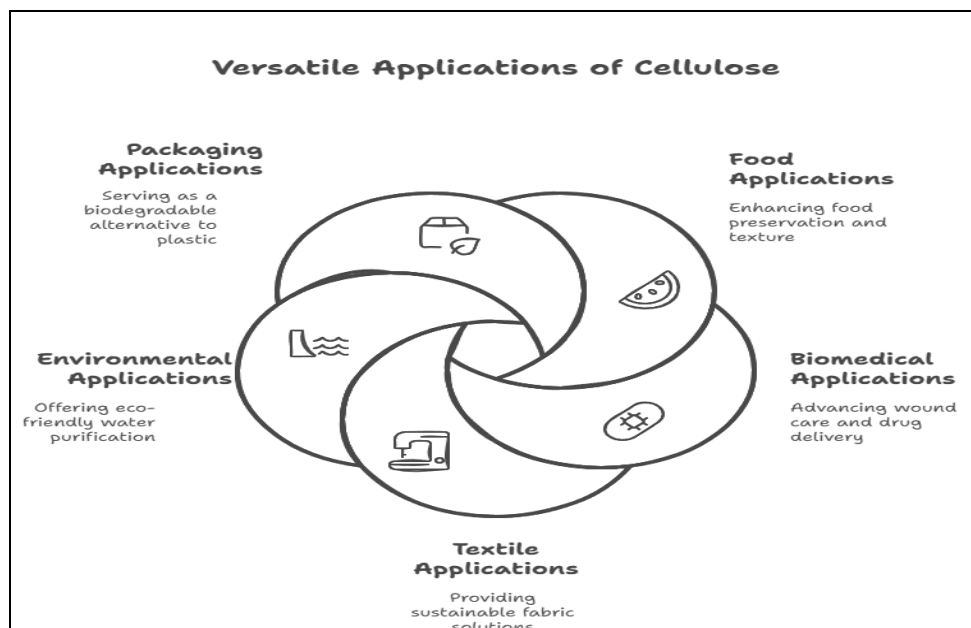 Versatile Applications of Cellulose
Packaging
Applications
Serving as a
biodegradable
alternative to
plastic
Food
Applications
Enhancing food
preservation and
texture
Environmental
Applications
Offering eco-
friendly water
purification
Biomedical
Applications
Advancing wound
care and drug
delivery
Textile
Applications
Providing
sustainable fabric
solutions